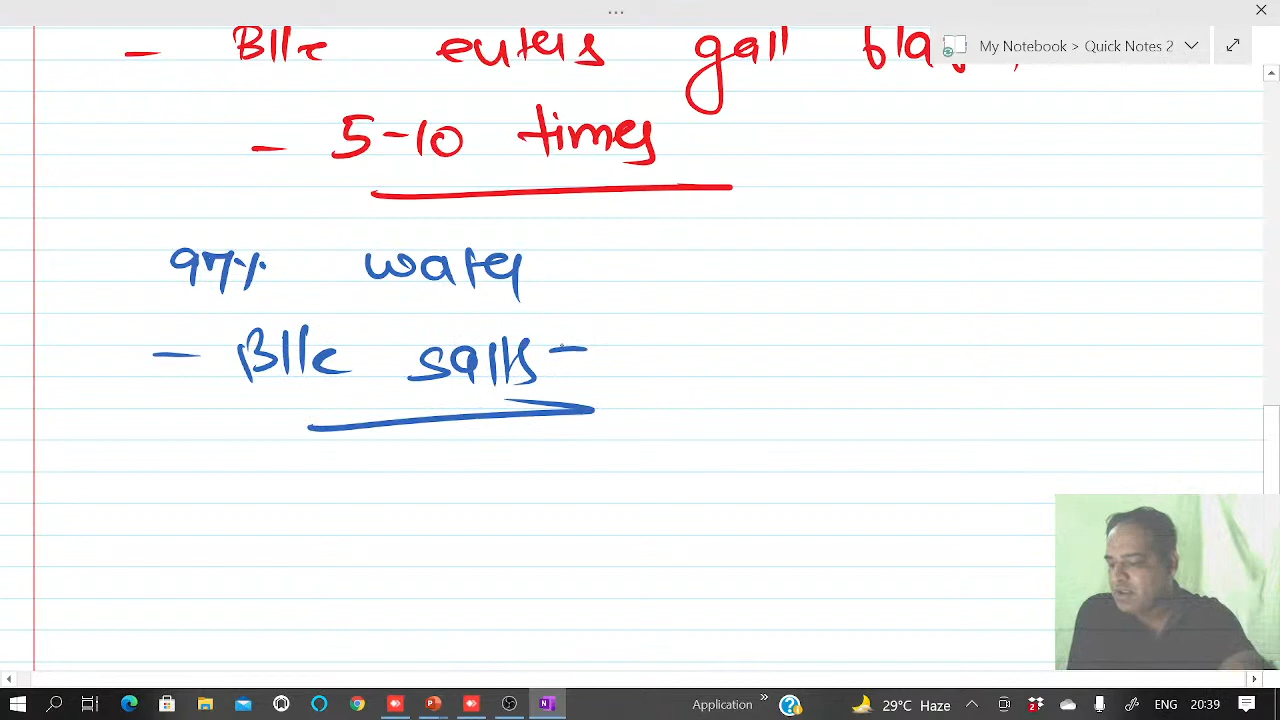 ...
- Bile enters gall
My Notebook > Quick Notes 2
- 5-10 times
97% water
- Bile salts -
Application
»
29°C Haze
ENG
20:39